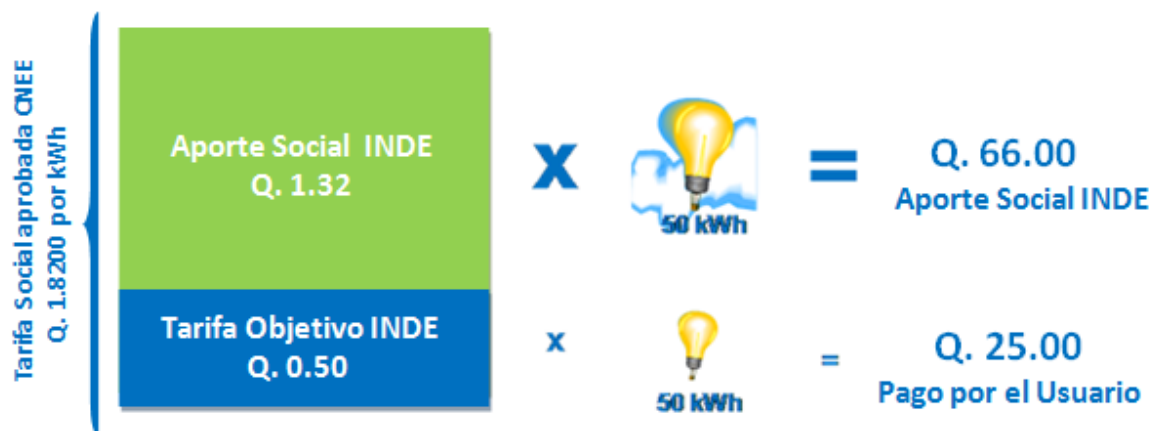 Tarifa Social aprobada CNEE
Q. 1.8200 por kWh
Aporte Social INDE
Q. 1.32
X
50 kWh
=
Q. 66.00
Aporte Social INDE
Tarifa Objetivo INDE
Q. 0.50
x
50 kWh
=
Q. 25.00
Pago por el Usuario